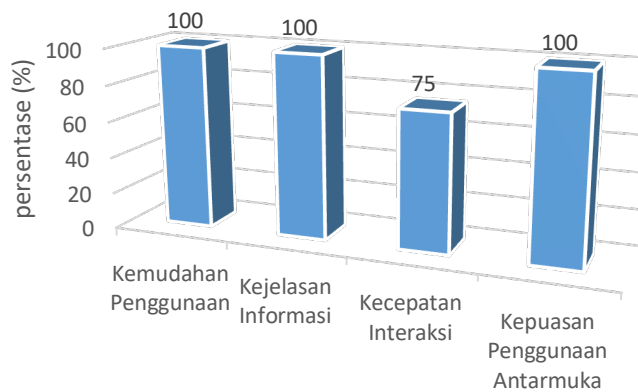 100
100
75
100
persentase (%)
100
80
60
40
20
0
Kemudahan
Penggunaan
Kejelasan
Informasi
Kecepatan
Interaksi
Kepuasan
Penggunaan
Antarmuka